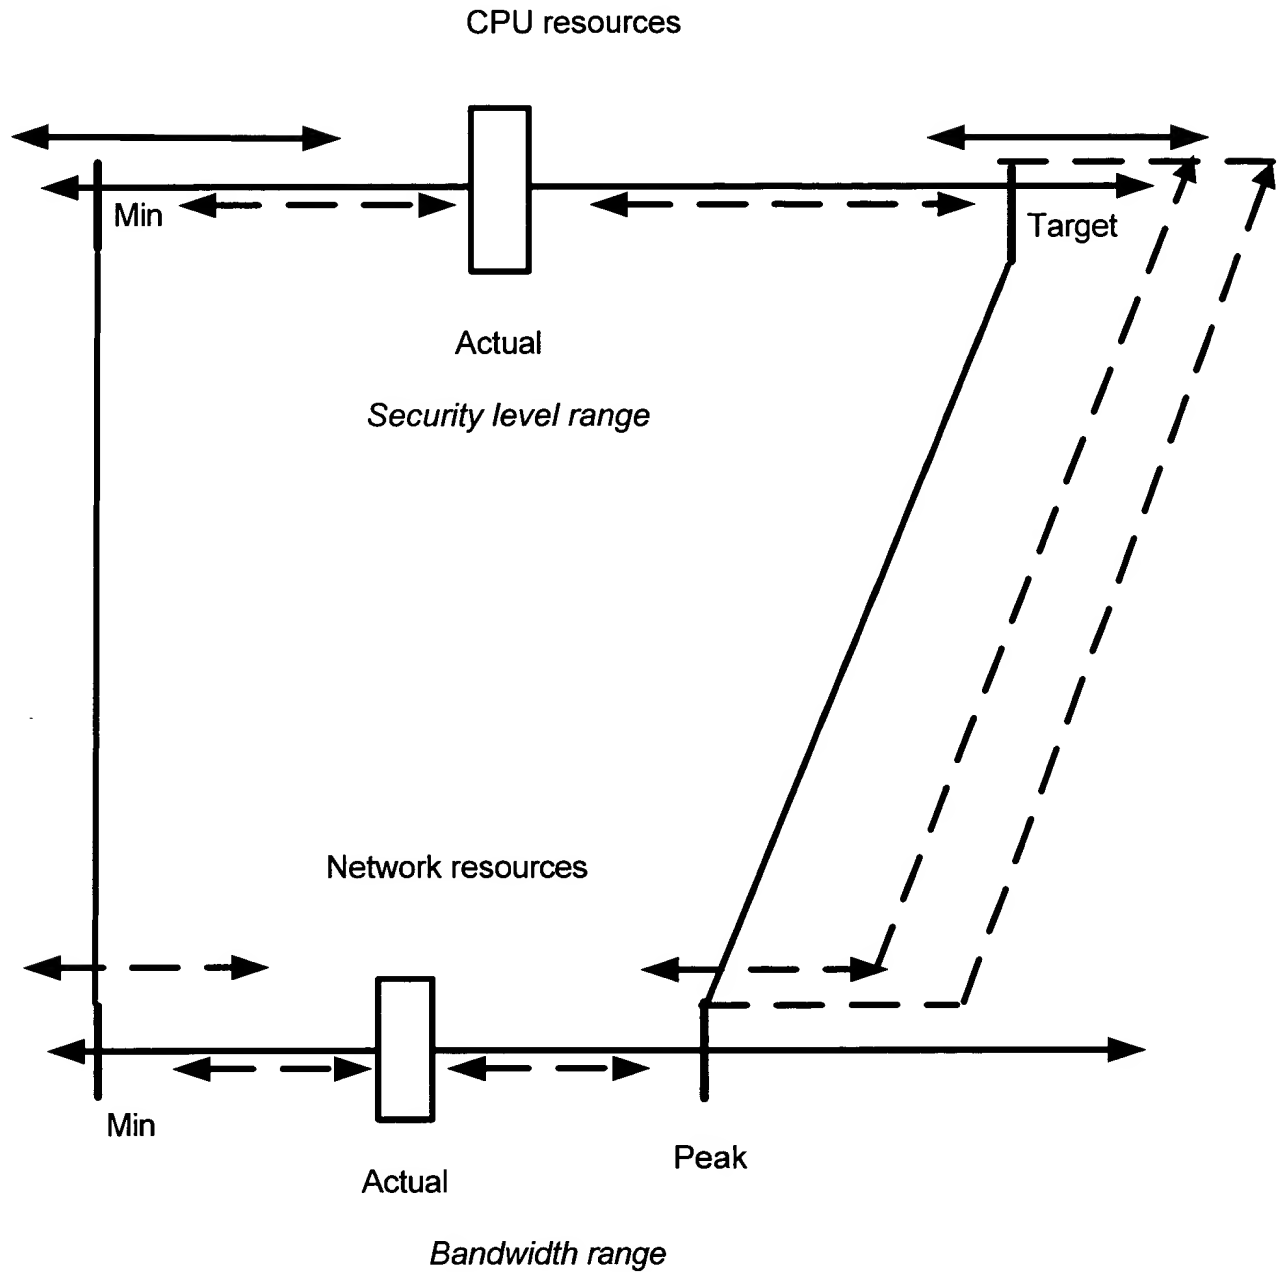 CPU resources
Min
Target
Actual
Security level range
Network resources
Min
Peak
Actual
Bandwidth range